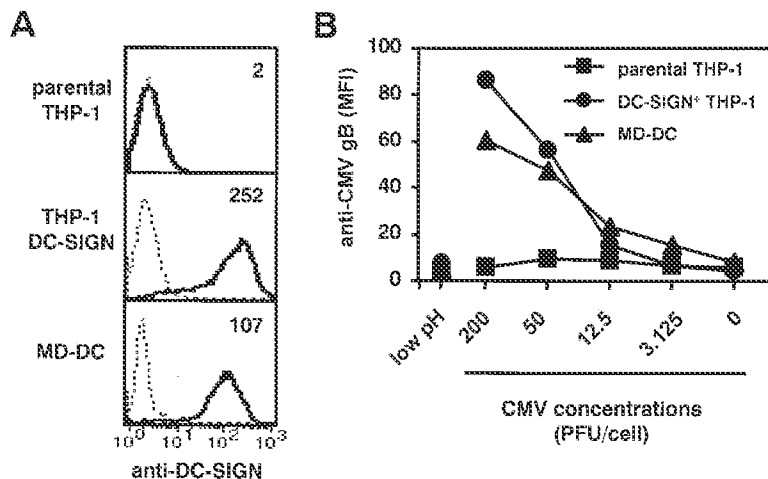 A
parental
THP-1
2
THP-1
DC-SIGN
252
MD-DC
107
10⁰ 10¹ 10² 10³
anti-DC-SIGN
B
anti-CMV gB (MFI)
100
80
60
40
20
0
parental THP-1
DC-SIGN⁺ THP-1
MD-DC
low pH 200 50 12.5 3.125 0
CMV concentrations
(PFU/cell)